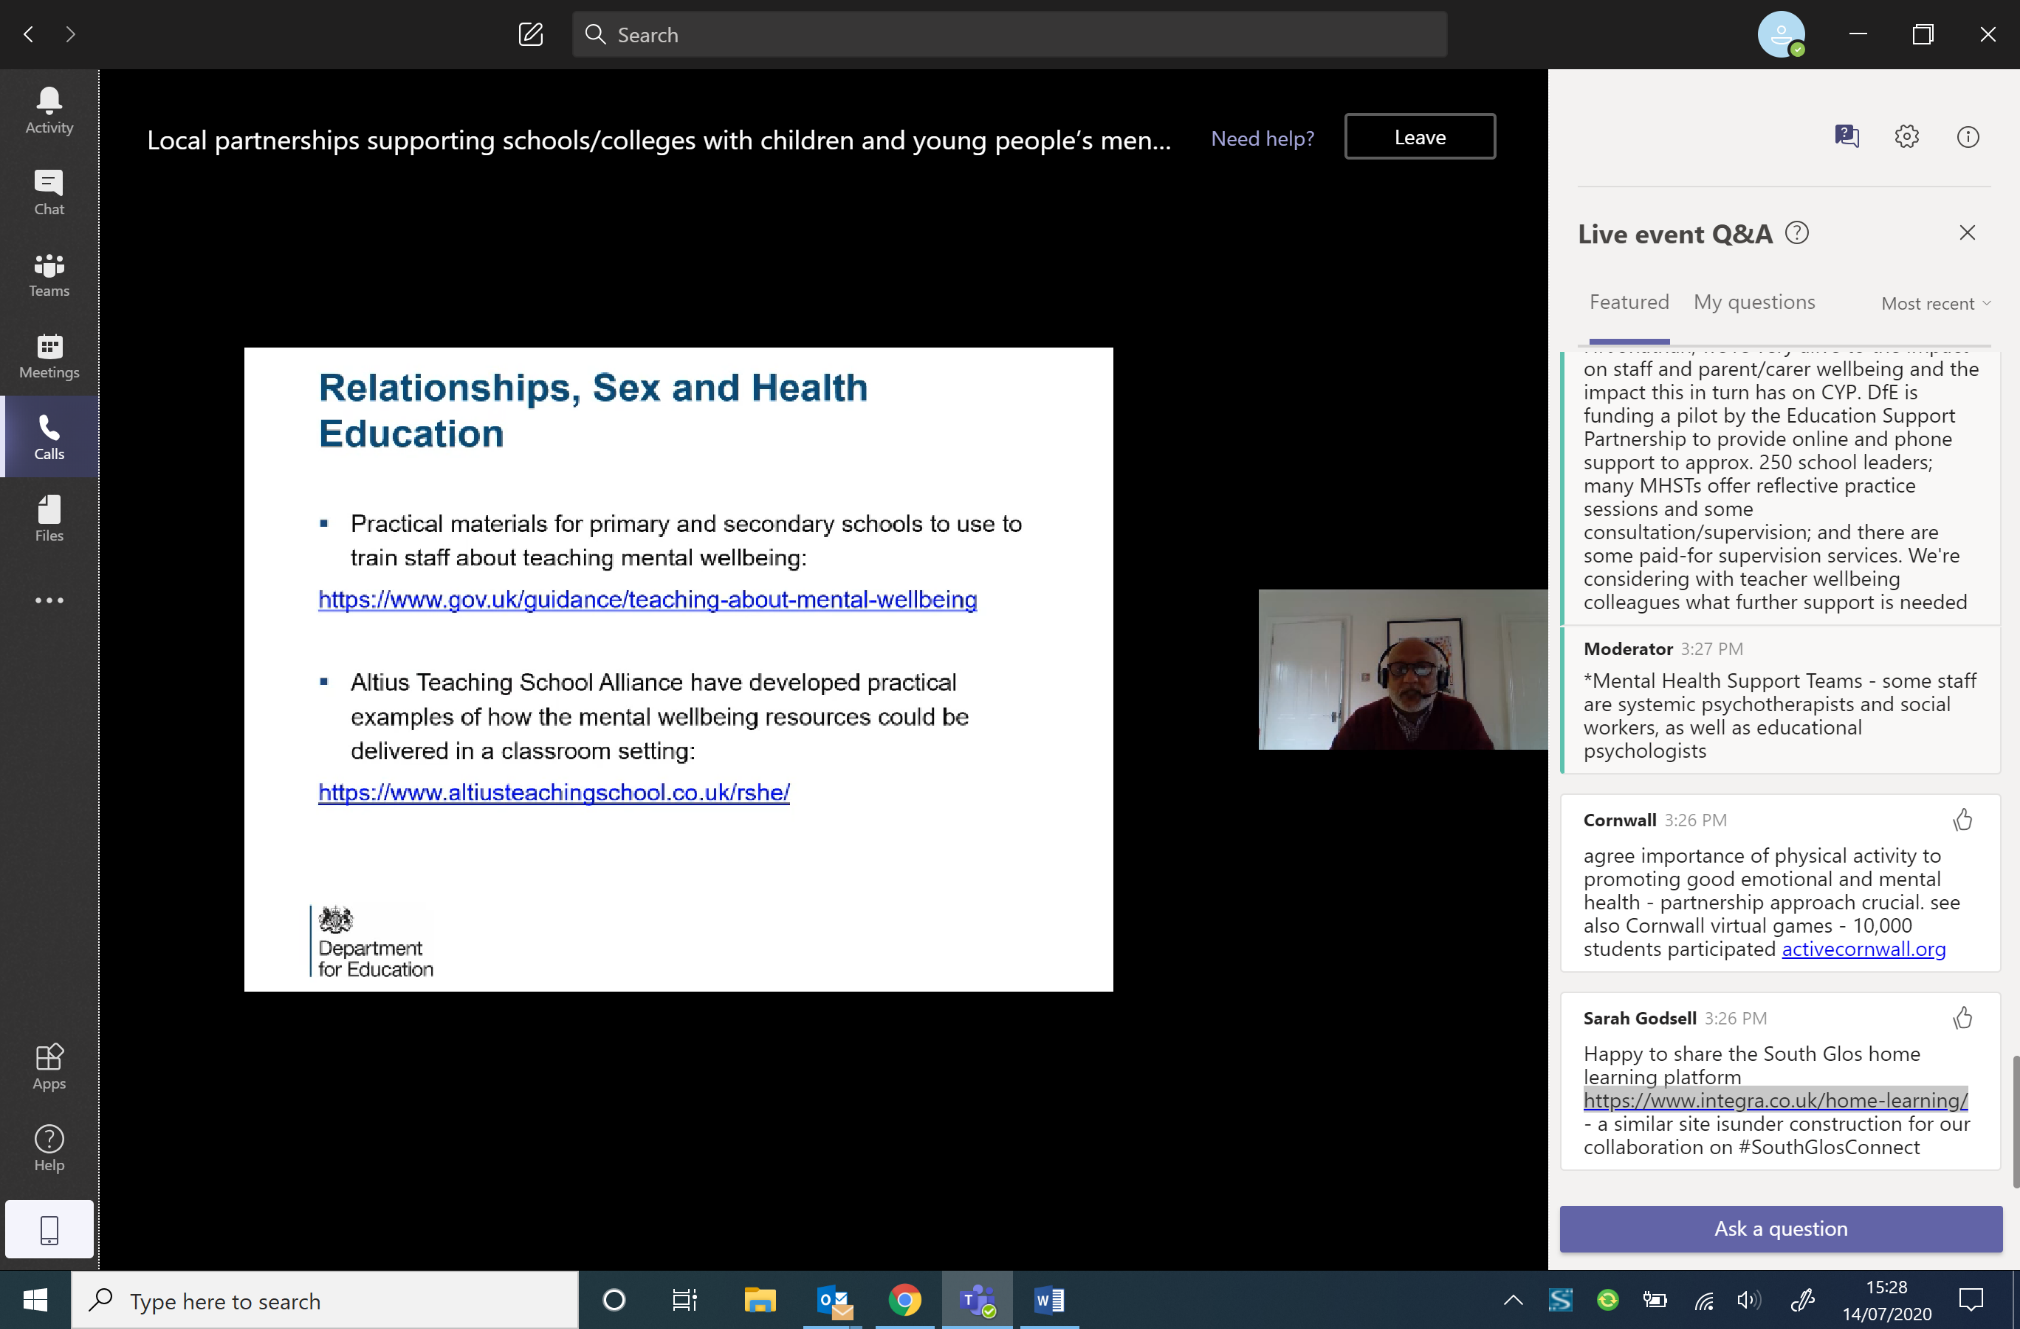 Search
Activity
Chat
Teams
Meetings
Calls
Files
Apps
Help
Local partnerships supporting schools/colleges with children and young people's men...
Need help?
Leave
Relationships, Sex and Health
Education
Practical materials for primary and secondary schools to use to
train staff about teaching mental wellbeing:
https://www.gov.uk/guidance/teaching-about-mental-wellbeing
Altius Teaching School Alliance have developed practical
examples of how the mental wellbeing resources could be
delivered in a classroom setting:
https://www.altiusteachingschool.co.uk/rshe/
Department
for Education
Live event Q&A
Featured
My questions
Most recent
on staff and parent/carer wellbeing and the
impact this in turn has on CYP. DfE is
funding a pilot by the Education Support
Partnership to provide online and phone
support to approx. 250 school leaders;
many MHSTs offer reflective practice
sessions and some
consultation/supervision; and there are
some paid-for supervision services. We're
considering with teacher wellbeing
colleagues what further support is needed
Moderator 3:27 PM
*Mental Health Support Teams - some staff
are systemic psychotherapists and social
workers, as well as educational
psychologists
Cornwall 3:26 PM
agree importance of physical activity to
promoting good emotional and mental
health - partnership approach crucial. see
also Cornwall virtual games - 10,000
students participated activecornwall.org
Sarah Godsell 3:26 PM
Happy to share the South Glos home
learning platform
https://www.integra.co.uk/home-learning/
- a similar site isunder construction for our
collaboration on #SouthGlosConnect
Ask a question
Type here to search
15:28
14/07/2020